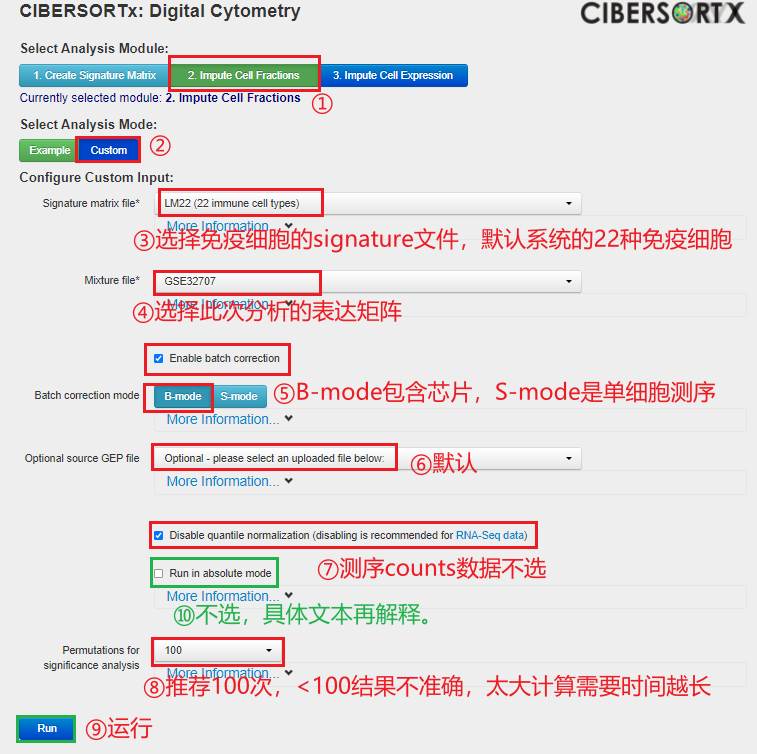 CIBERSORTx: Digital Cytometry
CIBERSORTX
Select Analysis Module:
1. Create Signature Matrix
2. Impute Cell Fractions
3. Impute Cell Expression
Currently selected module: 2. Impute Cell Fractions
①
Select Analysis Mode:
Example
Custom
②
Configure Custom Input:
Signature matrix file*
LM22 (22 immune cell types)
More Information...
③选择免疫细胞的signature文件，默认系统的22种免疫细胞
Mixture file*
GSE32707
More Information...
④选择此次分析的表达矩阵
Enable batch correction
Batch correction mode
B-mode
S-mode
⑤B-mode包含芯片，S-mode是单细胞测序
More Information...
Optional source GEP file
Optional - please select an uploaded file below:
⑥默认
More Information...
Disable quantile normalization (disabling is recommended for RNA-Seq data)
Run in absolute mode
⑦测序counts数据不选
More Information...
⑩不选，具体文本再解释。
Permutations for
significance analysis
100
More Information...
⑧推荐100次，<100结果不准确，太大计算需要时间越长
Run
⑨运行